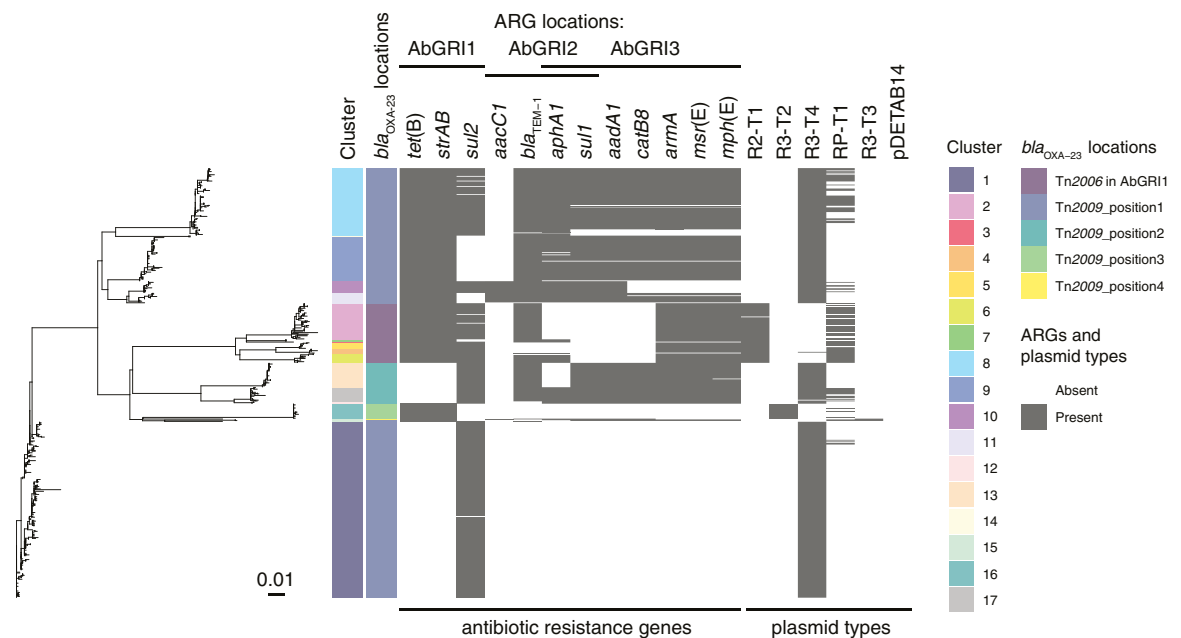 ARG locations:
AbGRI1 AbGRI2 AbGRI3
Cluster
blaOXA-23 locations
tet(B)
strAB
sul2
aacC1
blaTEM-1
aphA1
sul1
aadA1
catB8
armA
msr(E)
mph(E)
R2-T1
R3-T2
R3-T4
RP-T1
R3-T3
pDETAB14
0.01
antibiotic resistance genes
plasmid types
Cluster
1
2
3
4
5
6
7
8
9
10
11
12
13
14
15
16
17
blaOXA−23 locations
Tn2006 in AbGRI1
Tn2009_position1
Tn2009_position2
Tn2009_position3
Tn2009_position4
ARGs and
plasmid types
Absent
Present